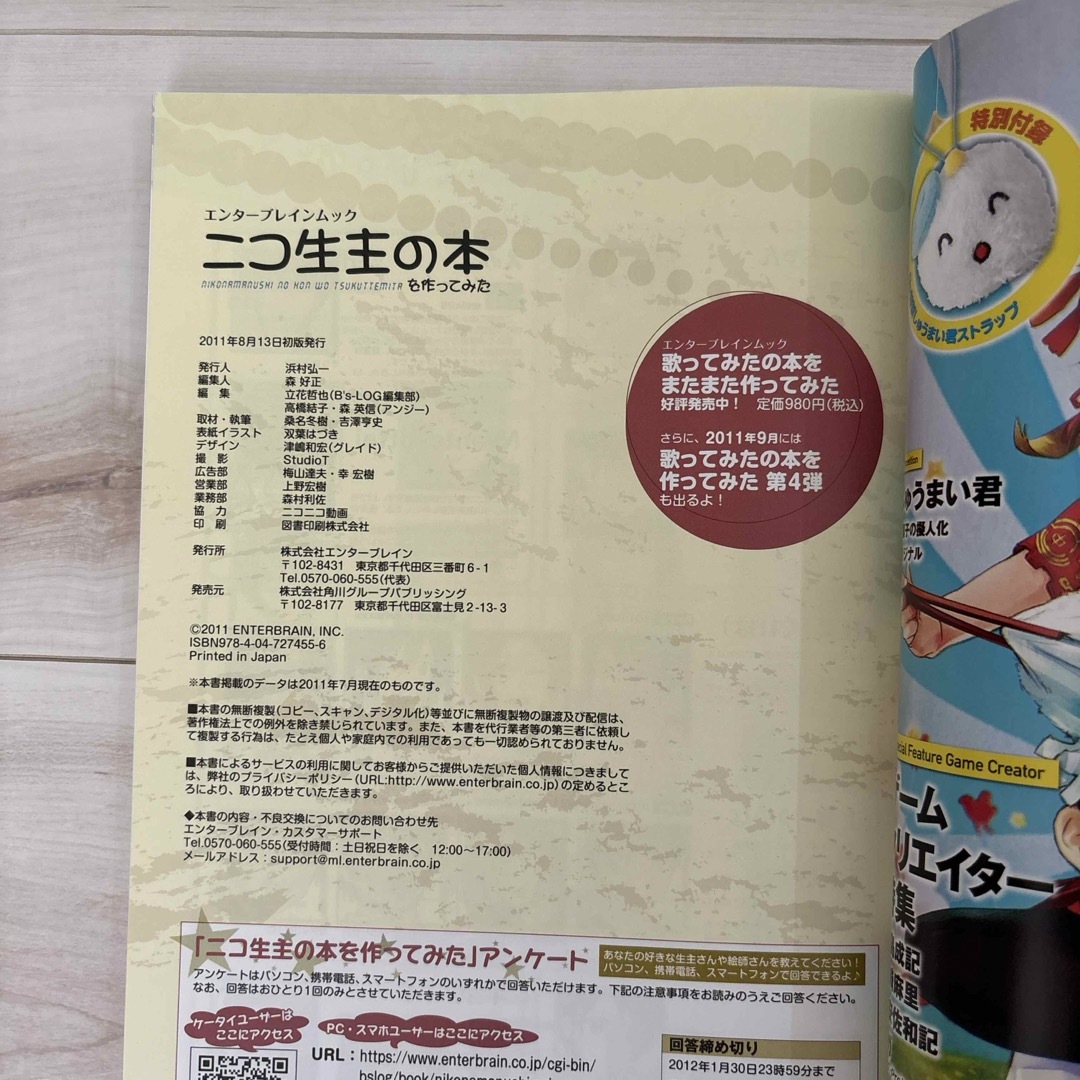 エンターブレインムック
ニコ生主の本
NIKONAMANUSHI NO HON WO TSUKUTTEMITA を作ってみた
2011年8月13日初版発行
発行人 浜村弘一
編集人 森 好正
編 集 立花哲也(B's-LOG編集部)
高橋結子・森 英信(アンジー)
取材・執筆 桑名冬樹・吉澤亨史
表紙イラスト 双葉はづき
デザイン 津嶋和宏(グレイド)
撮 影 StudioT
広告部 梅山達夫・幸 宏樹
営業部 上野宏樹
業務部 森村利佐
協 力 ニコニコ動画
印 刷 図書印刷株式会社
発行所 株式会社エンターブレイン
〒102-8431 東京都千代田区三番町6-1
Tel.0570-060-555(代表)
発売元 株式会社角川グループパブリッシング
〒102-8177 東京都千代田区富士見2-13-3
©2011 ENTERBRAIN, INC.
ISBN978-4-04-727455-6
Printed in Japan
※本書掲載のデータは2011年7月現在のものです。
■本書の無断複製(コピー、スキャン、デジタル化)等並びに無断複製物の譲渡及び配信は、
著作権法上での例外を除き禁じられています。また、本書を代行業者等の第三者に依頼し
て複製する行為は、たとえ個人や家庭内での利用であっても一切認められておりません。
■本書によるサービスの利用に関してお客様からご提供いただいた個人情報につきまして
は、弊社のプライバシーポリシー(URL:http://www.enterbrain.co.jp)の定めるとこ
ろにより、取り扱わせていただきます。
◆本書の内容・不良交換についてのお問い合わせ先
エンターブレイン・カスタマーサポート
Tel.0570-060-555(受付時間：土日祝日を除く 12:00〜17:00)
メールアドレス：support@ml.enterbrain.co.jp
エンターブレインムック
歌ってみたの本を
またまた作ってみた
好評発売中！ 定価980円(税込)
さらに、2011年9月には
歌ってみたの本を
作ってみた 第4弾
も出るよ！
「ニコ生主の本を作ってみた」アンケート
あなたの好きな生主さんや絵師さんを教えてください！
パソコン、携帯電話、スマートフォンで回答できるよ♪
アンケートはパソコン、携帯電話、スマートフォンのいずれかで回答いただけます。下記の注意事項をお読みのうえご回答ください。
なお、回答はおひとり1回のみとさせていただきます。
ケータイユーザーは
ここにアクセス
PC・スマホユーザーはここにアクセス
URL：https://www.enterbrain.co.jp/cgi-bin/
回答締め切り
2012年1月30日23時59分まで
特別付録
しゅうまい君ストラップ
ゅうまい君
子の擬人化
ジナル
cial Feature Game Creator
ーム
リエイター
集
成記
麻里
佐和記